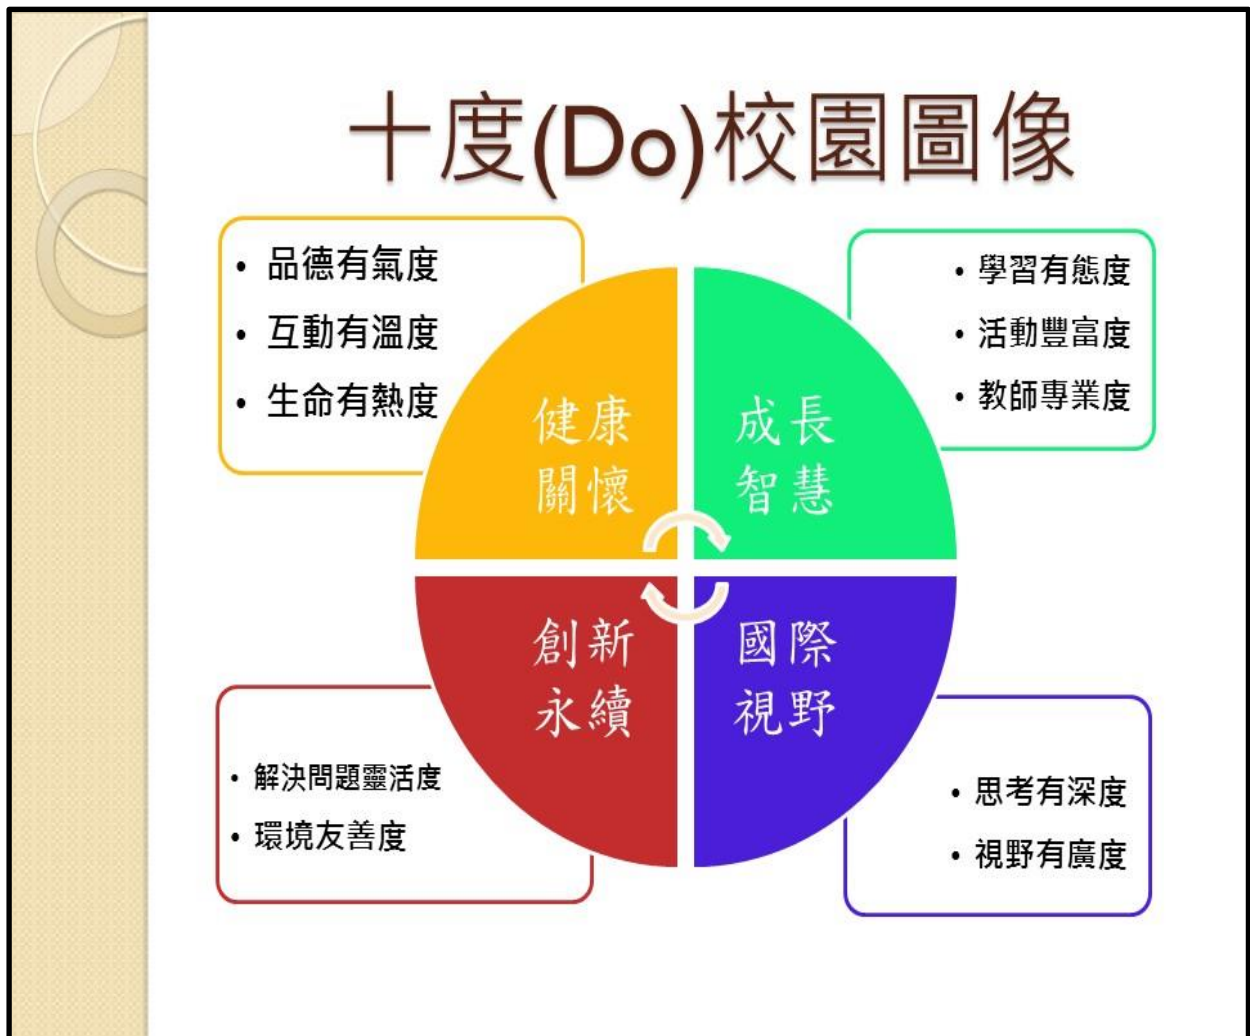 十度(Do)校園圖像
• 品德有氣度
• 互動有溫度
• 生命有熱度
• 學習有態度
• 活動豐富度
• 教師專業度
健康
關懷
成長
智慧
創新
永續
國際
視野
• 解決問題靈活度
• 環境友善度
• 思考有深度
• 視野有廣度